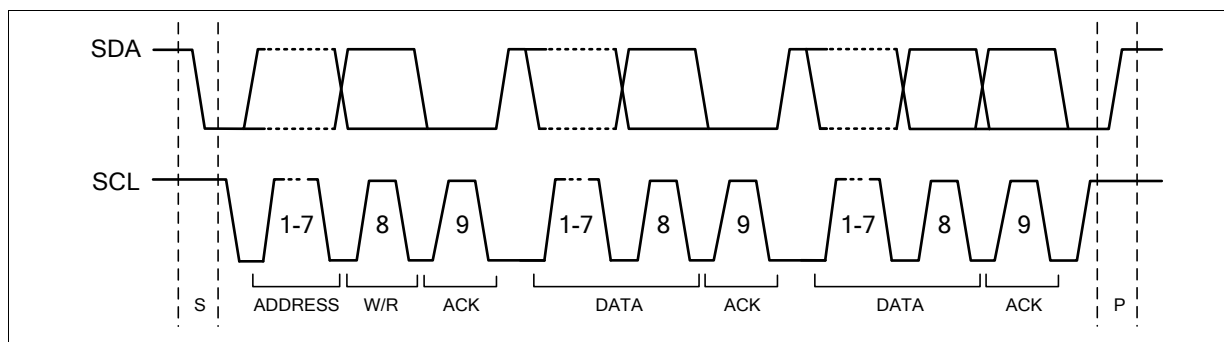 SDA
SCL
1-7 8 9 1-7 8 9 1-7 8 9
S ADDRESS W/R ACK DATA ACK DATA ACK P